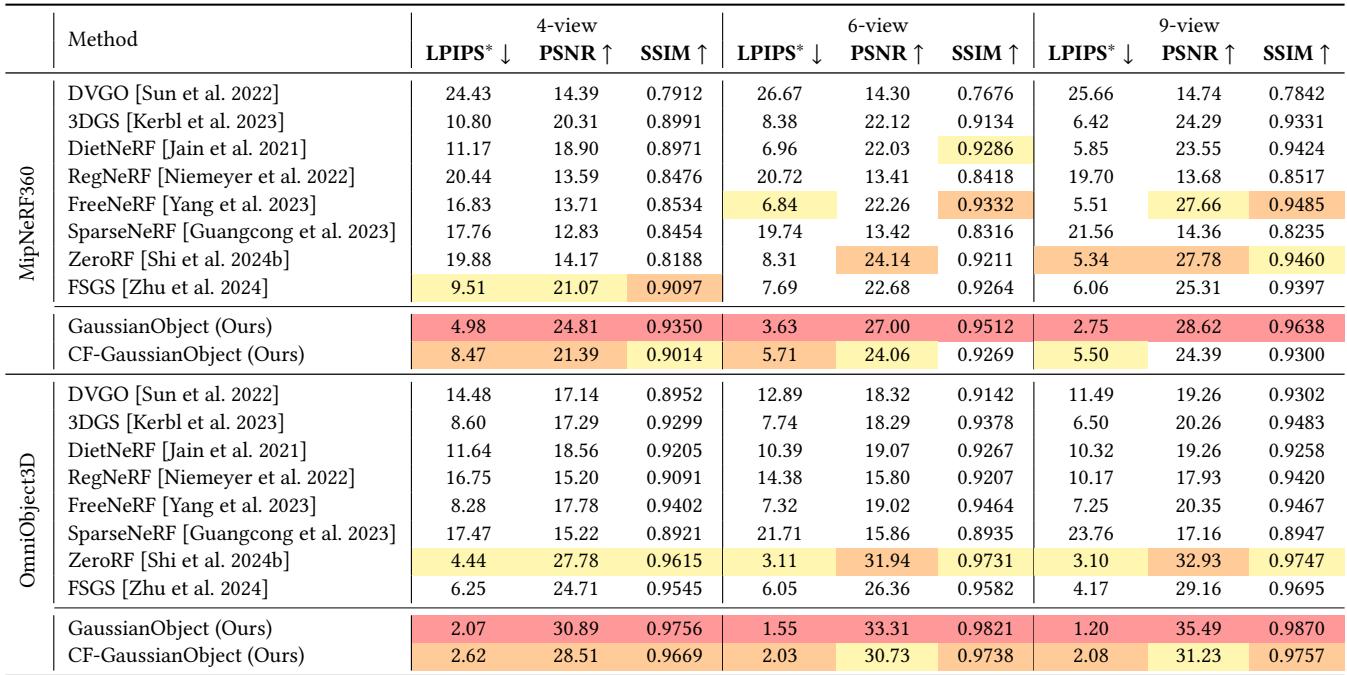 Method 4-view 6-view 9-view
LPIPS* ↓ PSNR ↑ SSIM ↑ LPIPS* ↓ PSNR ↑ SSIM ↑ LPIPS* ↓ PSNR ↑ SSIM ↑
MipNeRF360
DVGO [Sun et al. 2022] 24.43 14.39 0.7912 26.67 14.30 0.7676 25.66 14.74 0.7842
3DGS [Kerbl et al. 2023] 10.80 20.31 0.8991 8.38 22.12 0.9134 6.42 24.29 0.9331
DietNeRF [Jain et al. 2021] 11.17 18.90 0.8971 6.96 22.03 0.9286 5.85 23.55 0.9424
RegNeRF [Niemeyer et al. 2022] 20.44 13.59 0.8476 20.72 13.41 0.8418 19.70 13.68 0.8517
FreeNeRF [Yang et al. 2023] 16.83 13.71 0.8534 6.84 22.26 0.9332 5.51 27.66 0.9485
SparseNeRF [Guangcong et al. 2023] 17.76 12.83 0.8454 19.74 13.42 0.8316 21.56 14.36 0.8235
ZeroRF [Shi et al. 2024b] 19.88 14.17 0.8188 8.31 24.14 0.9211 5.34 27.78 0.9460
FSGS [Zhu et al. 2024] 9.51 21.07 0.9097 7.69 22.68 0.9264 6.06 25.31 0.9397
GaussianObject (Ours) 4.98 24.81 0.9350 3.63 27.00 0.9512 2.75 28.62 0.9638
CF-GaussianObject (Ours) 8.47 21.39 0.9014 5.71 24.06 0.9269 5.50 24.39 0.9300
OmniObject3D
DVGO [Sun et al. 2022] 14.48 17.14 0.8952 12.89 18.32 0.9142 11.49 19.26 0.9302
3DGS [Kerbl et al. 2023] 8.60 17.29 0.9299 7.74 18.29 0.9378 6.50 20.26 0.9483
DietNeRF [Jain et al. 2021] 11.64 18.56 0.9205 10.39 19.07 0.9267 10.32 19.26 0.9258
RegNeRF [Niemeyer et al. 2022] 16.75 15.20 0.9091 14.38 15.80 0.9207 10.17 17.93 0.9420
FreeNeRF [Yang et al. 2023] 8.28 17.78 0.9402 7.32 19.02 0.9464 7.25 20.35 0.9467
SparseNeRF [Guangcong et al. 2023] 17.47 15.22 0.8921 21.71 15.86 0.8935 23.76 17.16 0.8947
ZeroRF [Shi et al. 2024b] 4.44 27.78 0.9615 3.11 31.94 0.9731 3.10 32.93 0.9747
FSGS [Zhu et al. 2024] 6.25 24.71 0.9545 6.05 26.36 0.9582 4.17 29.16 0.9695
GaussianObject (Ours) 2.07 30.89 0.9756 1.55 33.31 0.9821 1.20 35.49 0.9870
CF-GaussianObject (Ours) 2.62 28.51 0.9669 2.03 30.73 0.9738 2.08 31.23 0.9757